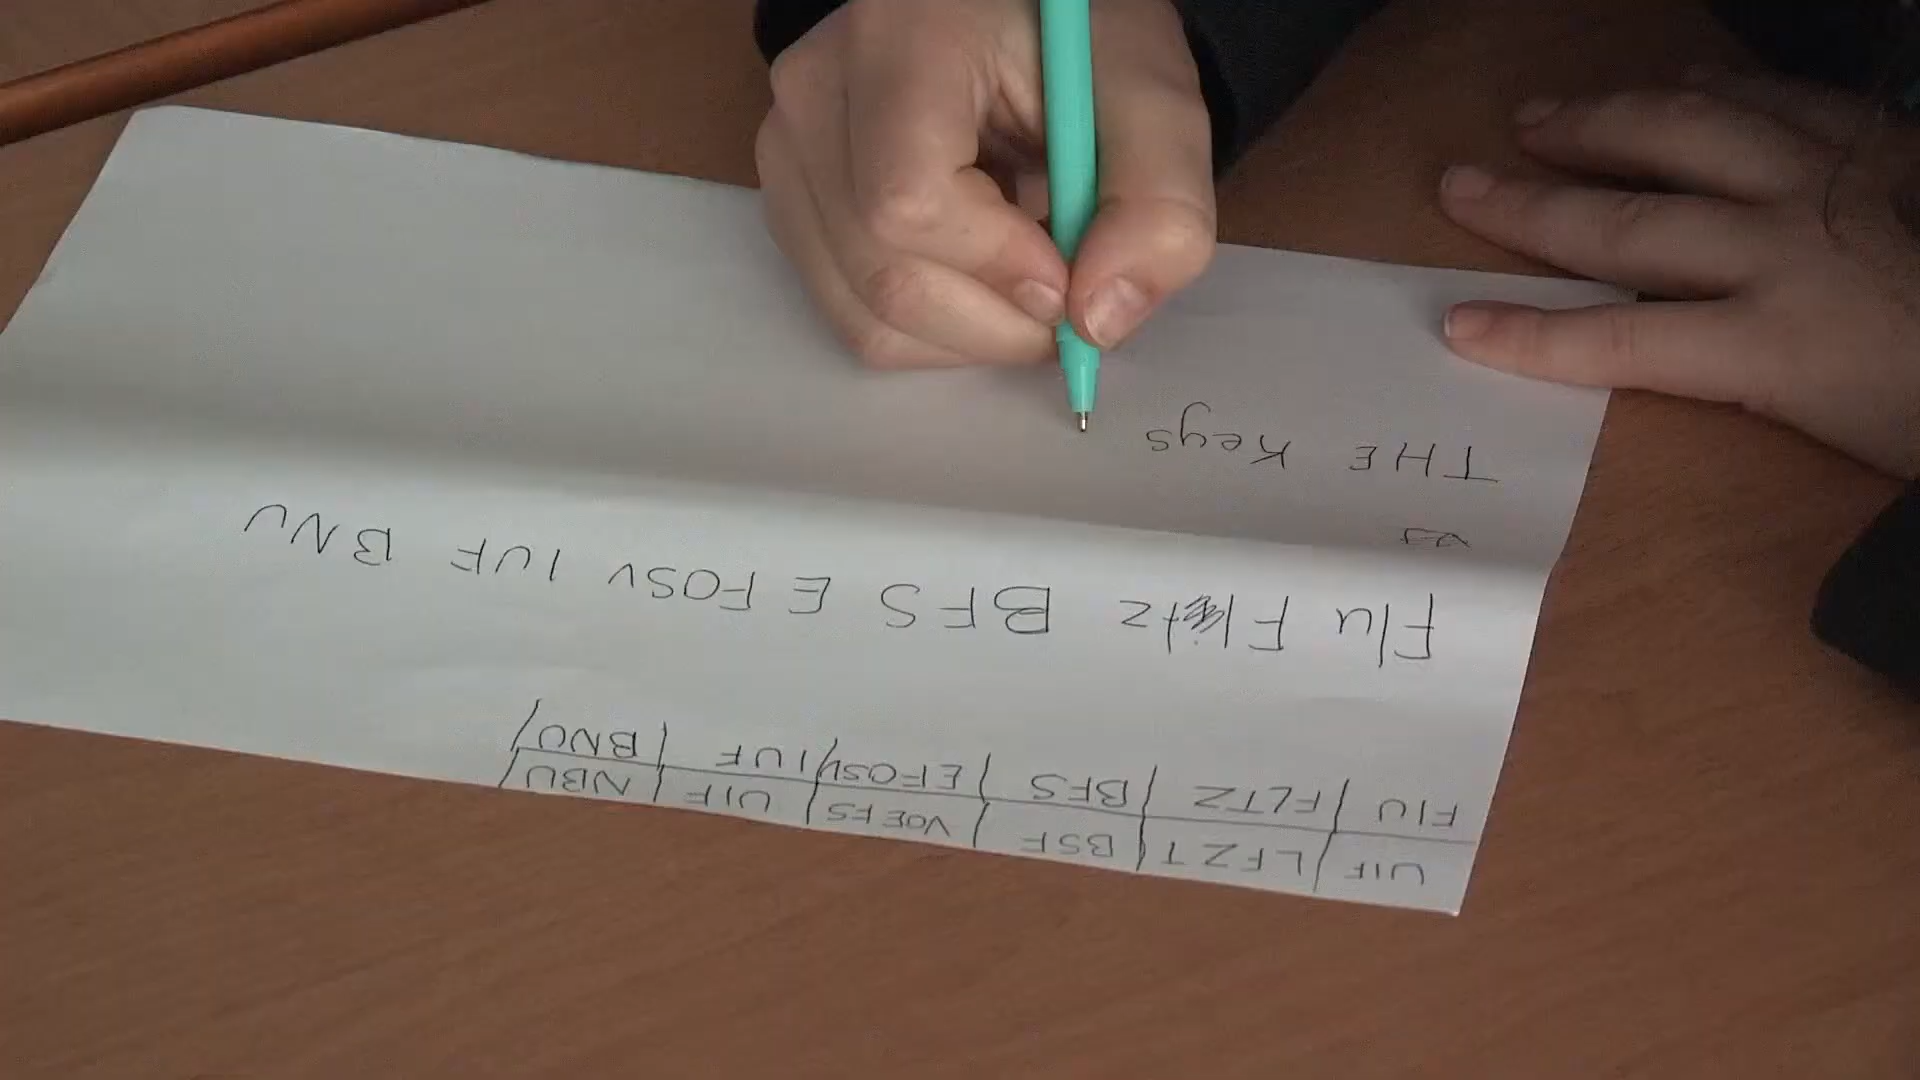 UIF / LFZT / BSF / VOEFS / UIF / NBU /
FIU / FLTZ / BFS / EFOSV / IUF / BNU /
FIU F TZ BFS E FOSV IUF BNU
THE Keys